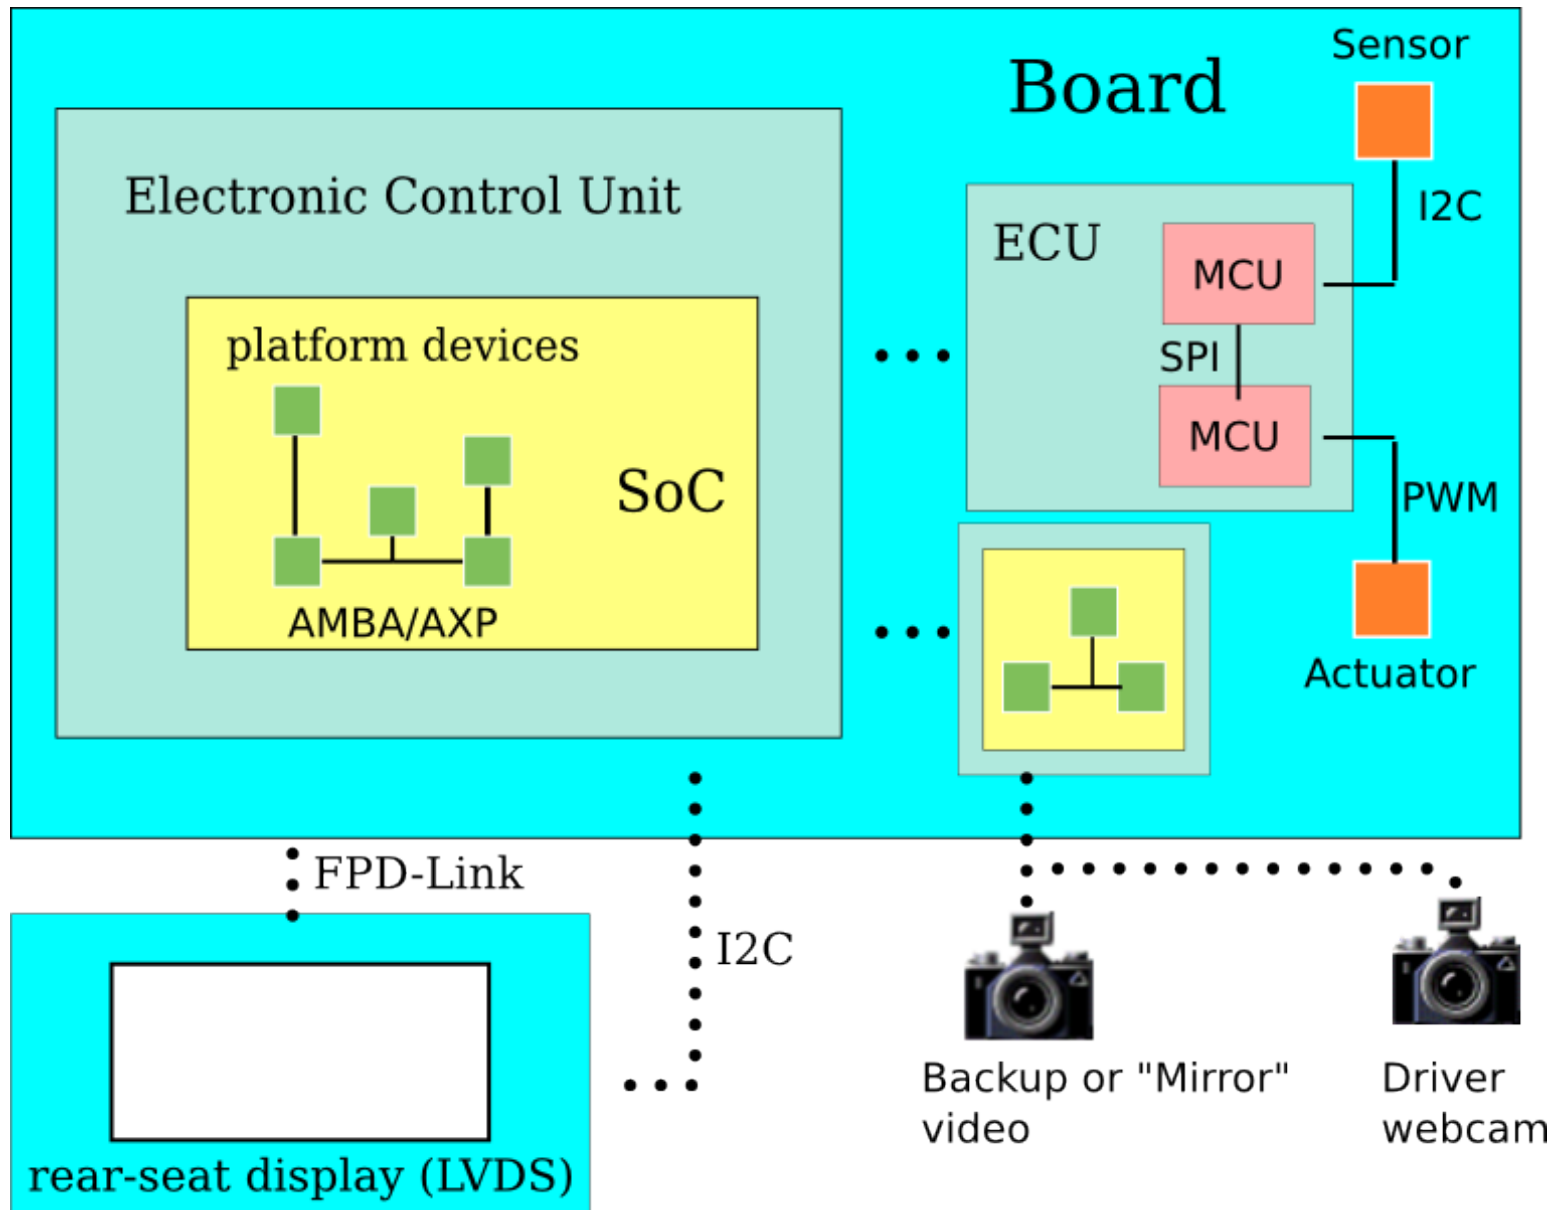 Sensor
Board
I2C
Electronic Control Unit
ECU
MCU
platform devices
SPI
MCU
SoC
PWM
AMBA/AXP
Actuator
FPD-Link
I2C
Backup or "Mirror"
video
Driver
webcam
rear-seat display (LVDS)